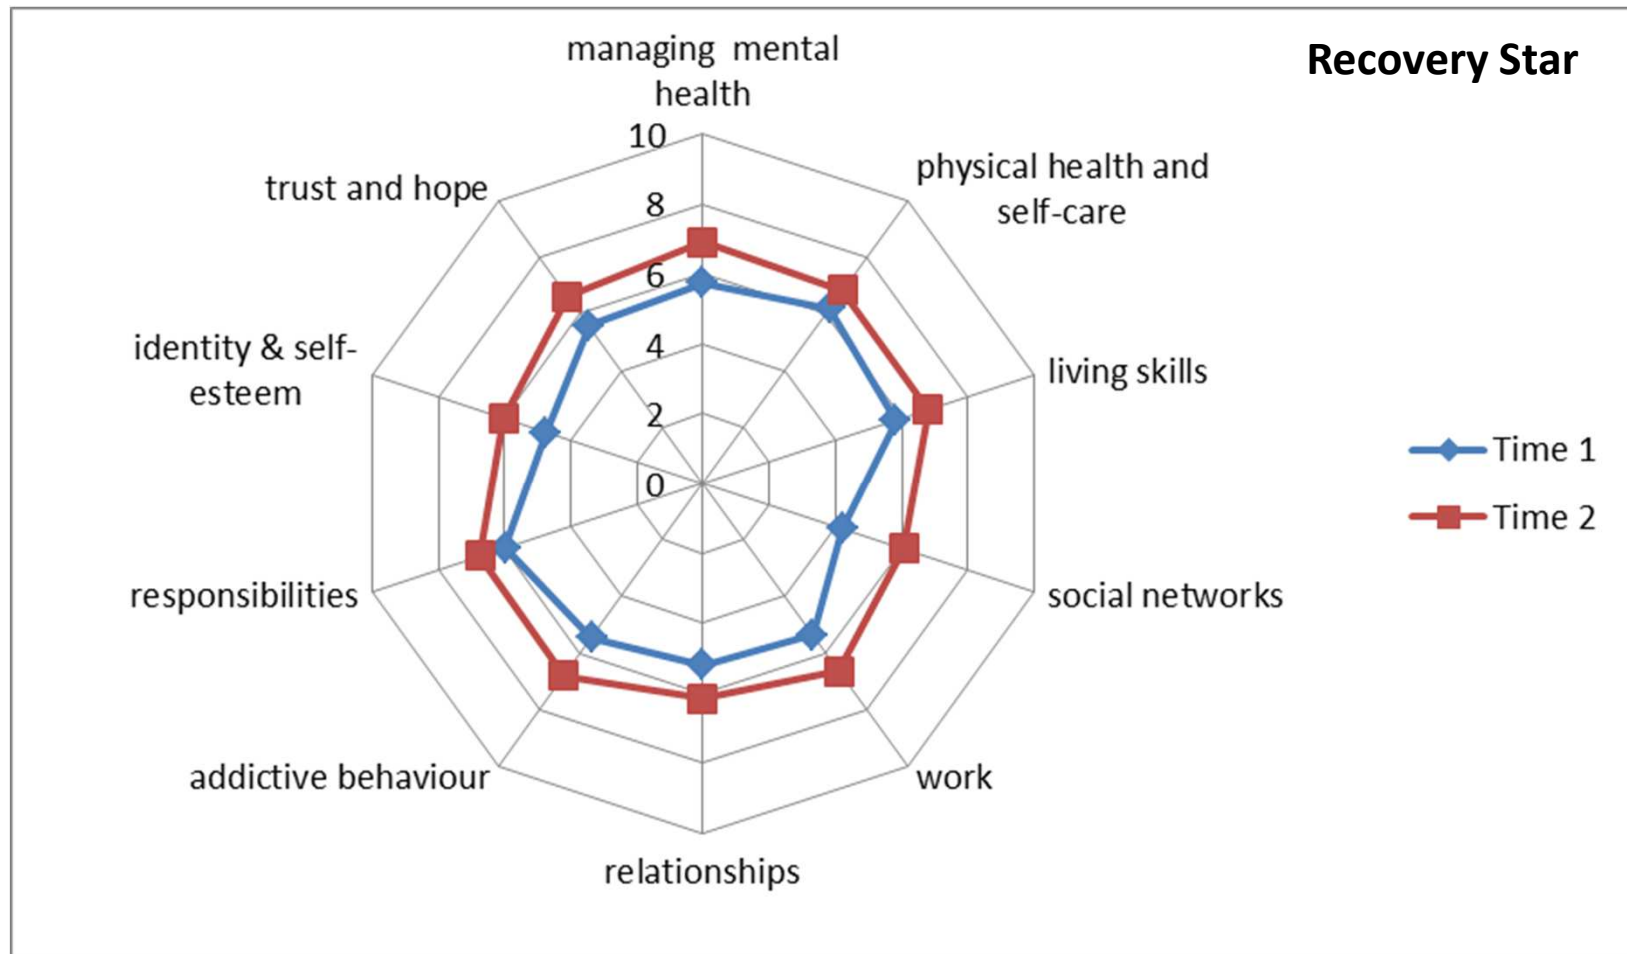 Recovery Star
managing mental
health
10
8
6
4
2
0
physical health and
self-care
living skills
social networks
work
relationships
addictive behaviour
responsibilities
identity & self-
esteem
trust and hope
Time 1
Time 2